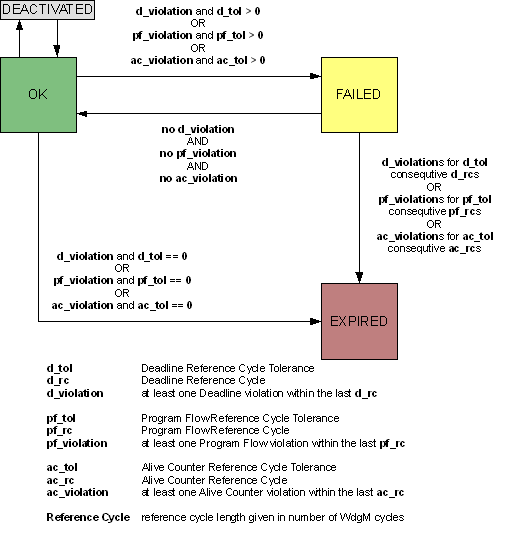 DEACTIVATED
d_violation and d_tol > 0
OR
pf_violation and pf_tol > 0
OR
ac_violation and ac_tol > 0
OK
FAILED
no d_violation
AND
no pf_violation
AND
no ac_violation
d_violations for d_tol
consequtive d_rcs
OR
pf_violations for pf_tol
consequtive pf_rcs
OR
ac_violations for ac_tol
consequtive ac_rcs
d_violation and d_tol == 0
OR
pf_violation and pf_tol == 0
OR
ac_violation and ac_tol == 0
EXPIRED
d_tol Deadline Reference Cycle Tolerance
d_rc Deadline Reference Cycle
d_violation at least one Deadline violation within the last d_rc
pf_tol Program Flow Reference Cycle Tolerance
pf_rc Program Flow Reference Cycle
pf_violation at least one Program Flow violation within the last pf_rc
ac_tol Alive Counter Reference Cycle Tolerance
ac_rc Alive Counter Reference Cycle
ac_violation at least one Alive Counter violation within the last ac_rc
Reference Cycle reference cycle length given in number of WdgM cycles